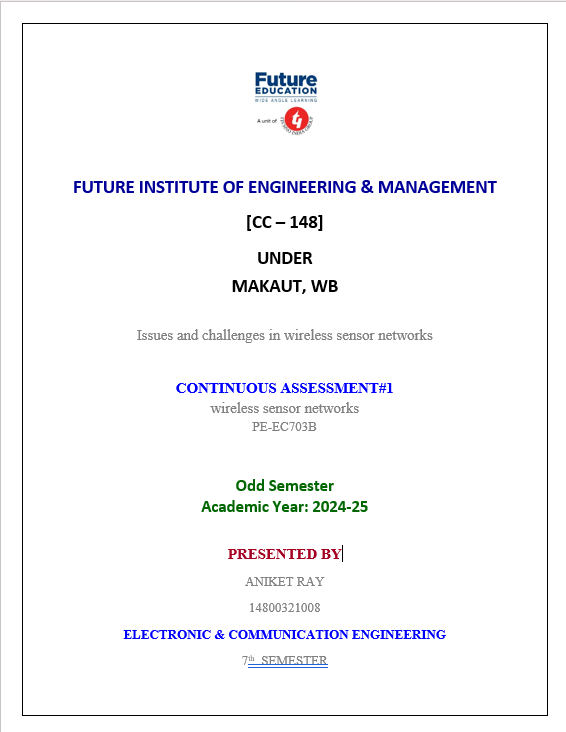 Future
EDUCATION
WIDE ANGLE LEARNING
A unit of
FUTURE INSTITUTE OF ENGINEERING & MANAGEMENT
[CC – 148]
UNDER
MAKAUT, WB
Issues and challenges in wireless sensor networks
CONTINUOUS ASSESSMENT#1
wireless sensor networks
PE-EC703B
Odd Semester
Academic Year: 2024-25
PRESENTED BY
ANIKET RAY
14800321008
ELECTRONIC & COMMUNICATION ENGINEERING
7th SEMESTER